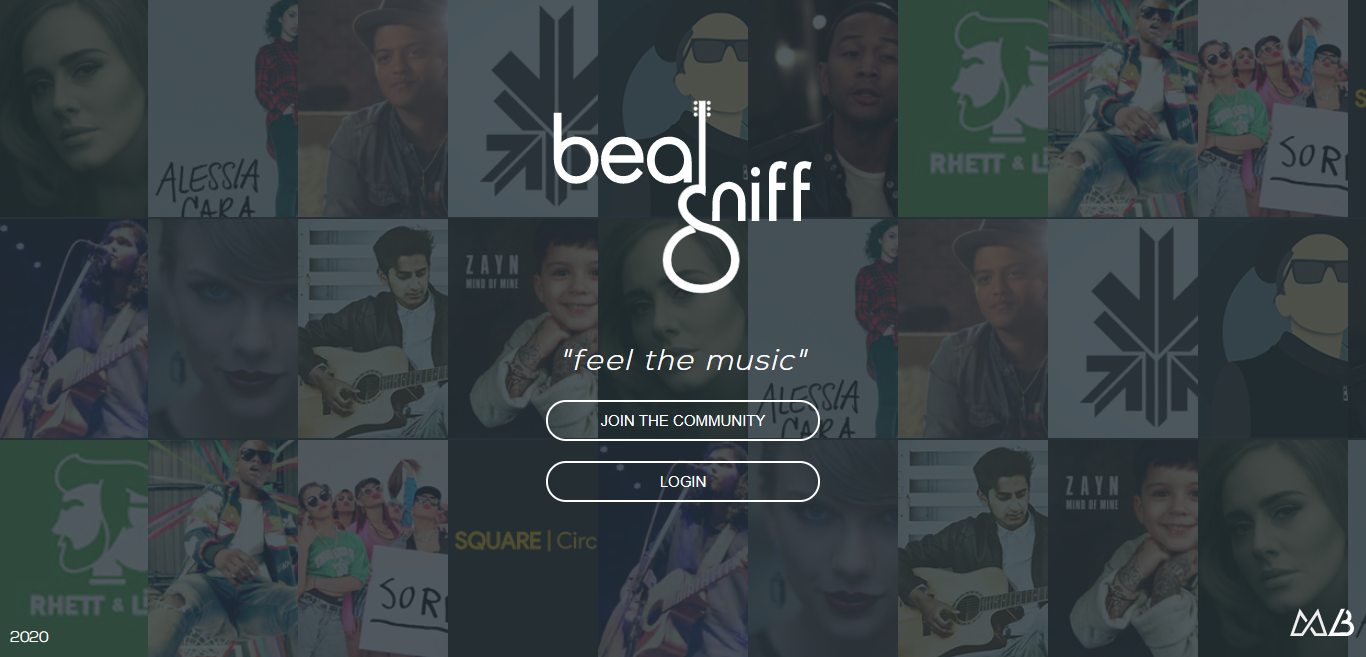 beat
sniff
ALESSIA
CARA
RHETT & L
SOR
ZAYN
MIND OF MINE
"feel the music"
ALESSIA
CARA
JOIN THE COMMUNITY
LOGIN
ZAYN
MIND OF MINE
SQUARE | Circ
RHETT & L
SOR
2020
MB